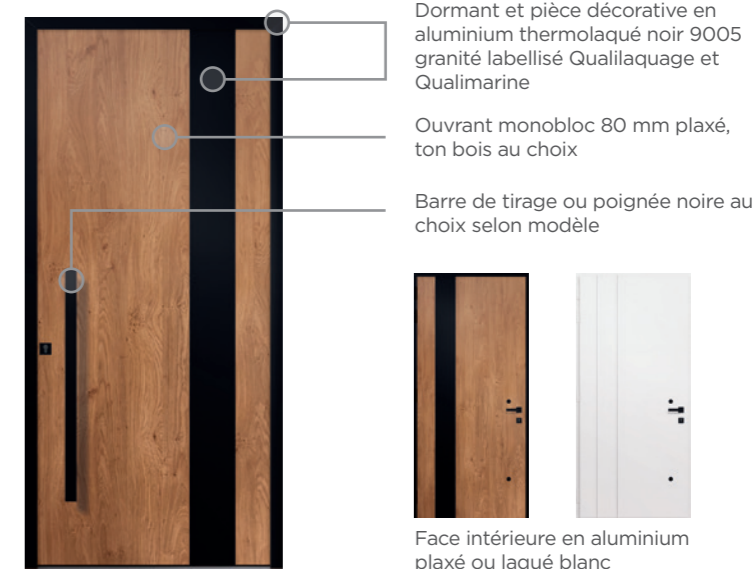 Dormant et pièce décorative en
aluminium thermolaqué noir 9005
granité labellisé Qualilaquage et
Qualimarine
Ouvrant monobloc 80 mm plaxé,
ton bois au choix
Barre de tirage ou poignée noire au
choix selon modèle
Face intérieure en aluminium
plaxé ou laqué blanc